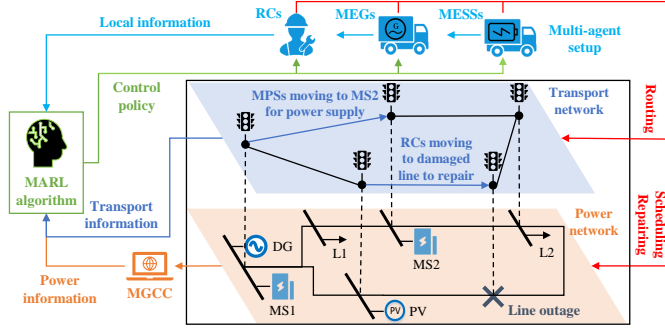 Local information
RCs
MEGs
MESSs
Multi-agent
setup
G
Control
policy
MPSs moving to MS2
for power supply
Transport
network
RCs moving
to damaged
line to repair
Routing
MARL
algorithm
Transport
information
Scheduling
Repairing
Power
network
DG
L1
MS2
L2
Power
information
MGCC
MS1
PV
PV
Line outage